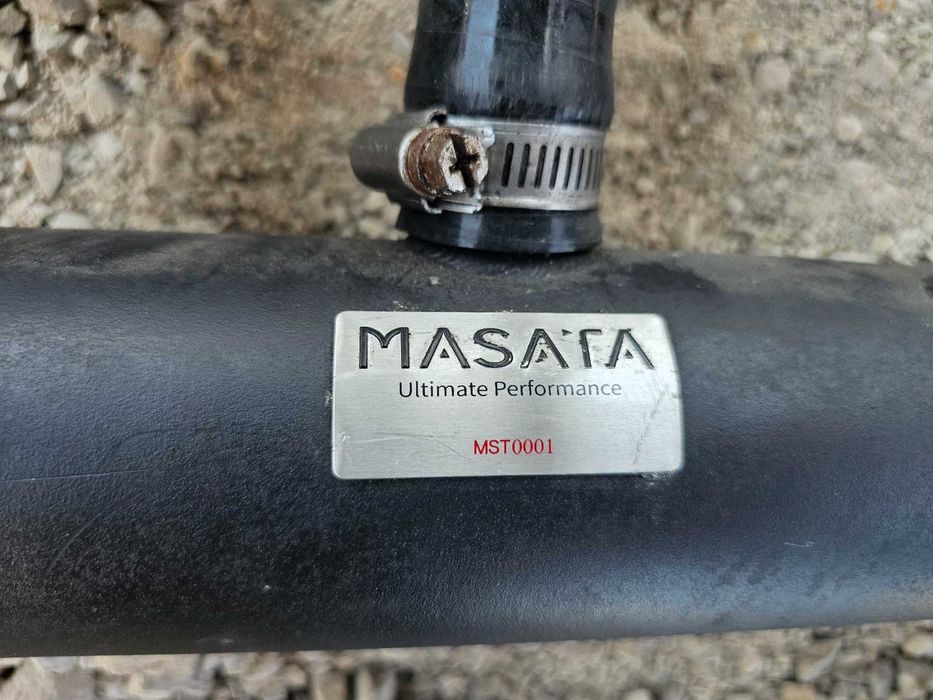 MASATA
Ultimate Performance
MST0001